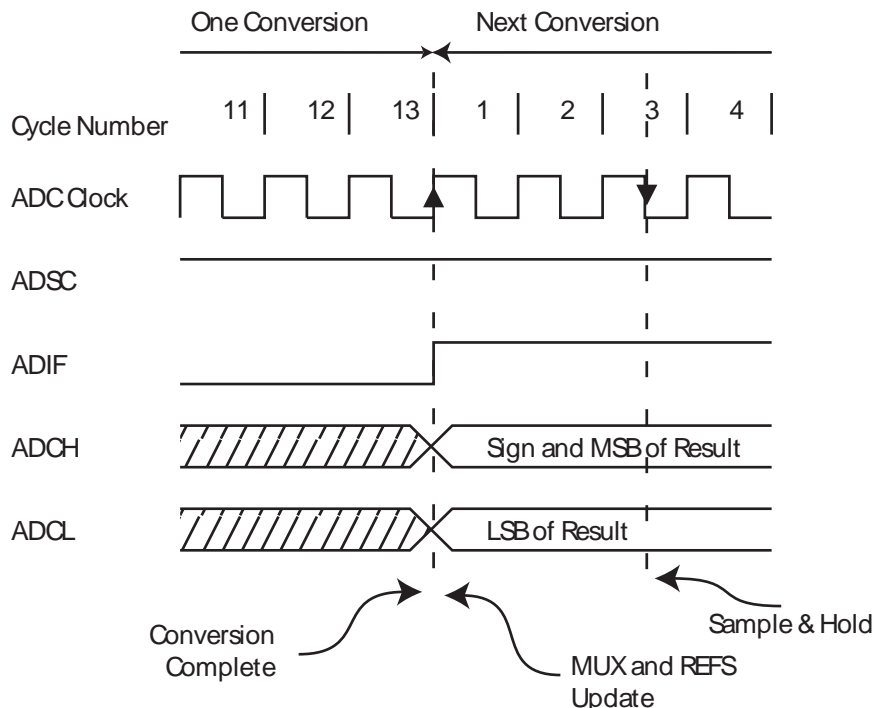 One Conversion Next Conversion
Cycle Number 11 12 13 1 2 3 4
ADC Clock
ADSC
ADIF
ADCH Sign and MSB of Result
ADCL LSB of Result
Conversion
Complete
MUX and REFS
Update
Sample & Hold